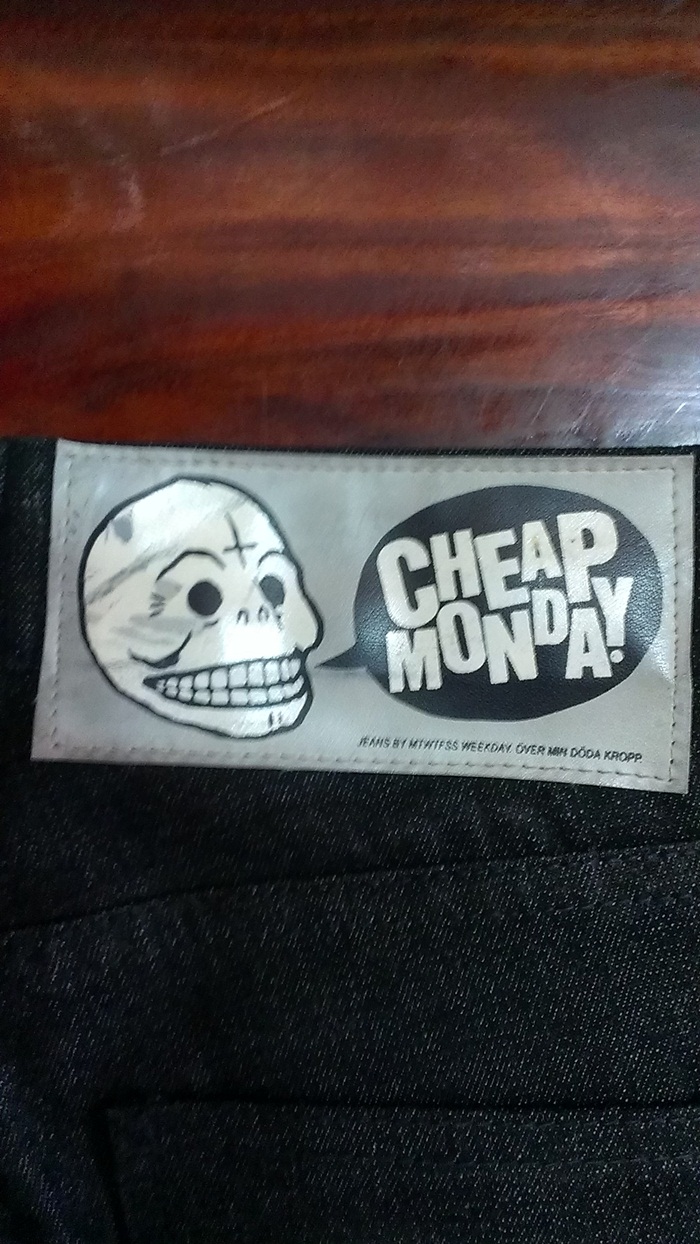 CHEAP
MONDAY.
JEANS BY MTWTFSS WEEKDAY. ÖVER MIN DÖDA KROPP.